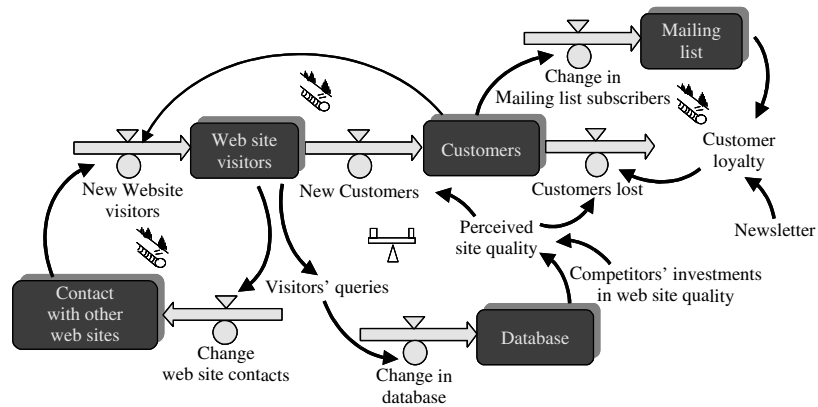 Mailing
list
Change in
Mailing list subscribers
Web site
visitors
Customers
Customer
loyalty
New Website
visitors
New Customers
Customers lost
Perceived
site quality
Newsletter
Contact
with other
web sites
Visitors' queries
Competitors' investments
in web site quality
Database
Change
web site contacts
Change in
database